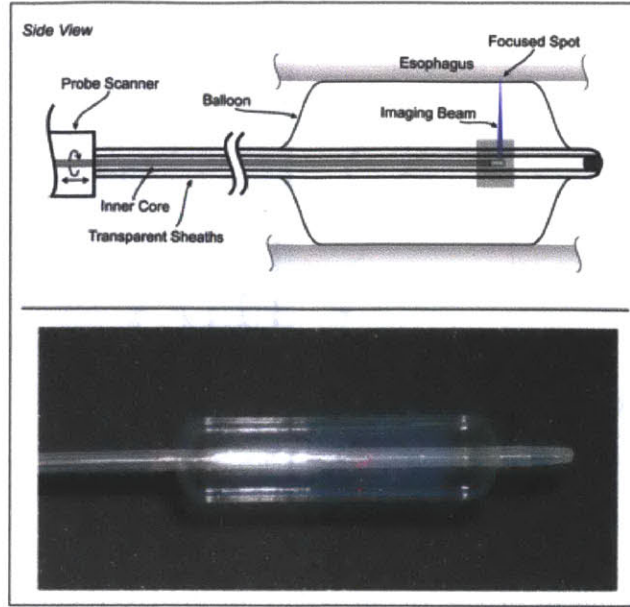 Side View
Focused Spot
Esophagus
Probe Scanner
Balloon
Imaging Beam
Inner Core
Transparent Sheaths